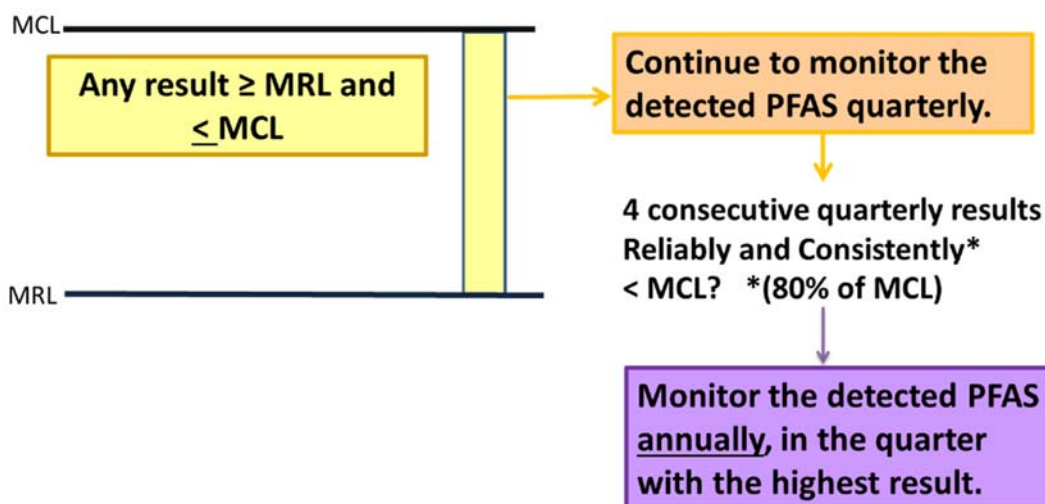 MCL
Any result ≥ MRL and
< MCL
MRL
Continue to monitor the
detected PFAS quarterly.
4 consecutive quarterly results
Reliably and Consistently*
< MCL?   *(80% of MCL)
Monitor the detected PFAS
annually, in the quarter
with the highest result.